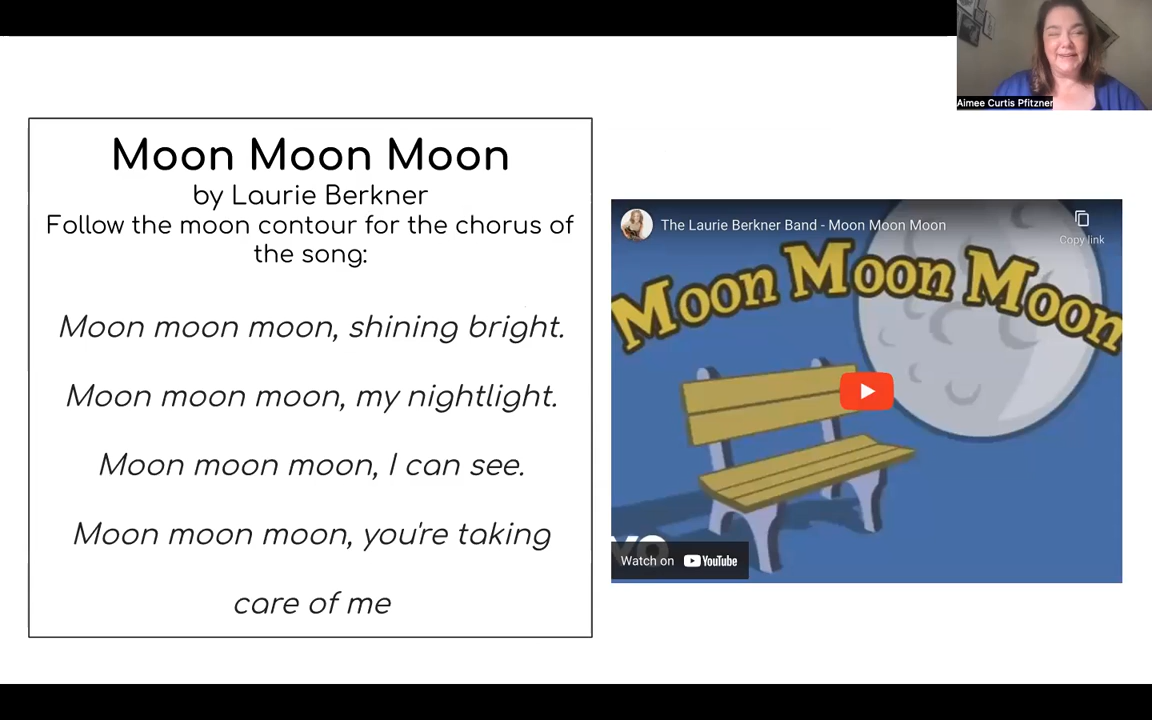 Aimee Curtis Pfitzner
Moon Moon Moon
by Laurie Berkner
Follow the moon contour for the chorus of
the song:
Moon moon moon, shining bright.
Moon moon moon, my nightlight.
Moon moon moon, I can see.
Moon moon moon, you're taking
care of me
The Laurie Berkner Band - Moon Moon Moon
Copy link
Moon Moon Moon
Watch on YouTube